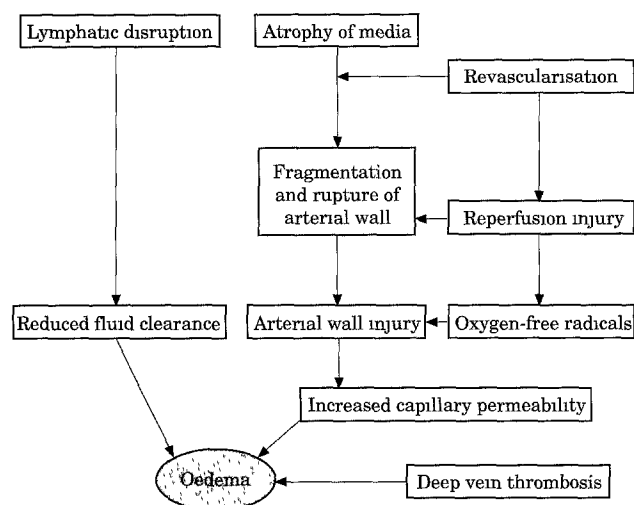 Lymphatic disruption
Atrophy of media
Revascularisation
Fragmentation
and rupture of
arterial wall
Reperfusion injury
Reduced fluid clearance
Arterial wall injury
Oxygen-free radicals
Increased capillary permeability
Oedema
Deep vein thrombosis